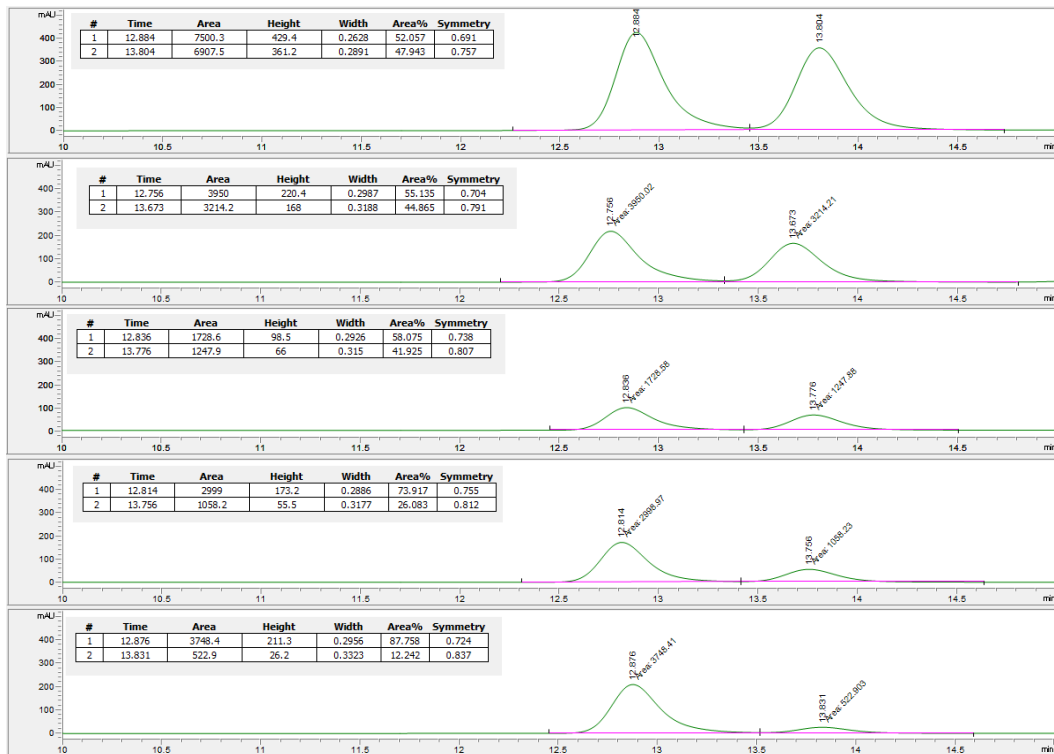 mAU
# Time Area Height Width Area% Symmetry
1 12.884 7500.3 429.4 0.2628 52.057 0.691
2 13.804 6907.5 361.2 0.2891 47.943 0.757
12.884
13.804
400
300
200
100
0
10 10.5 11 11.5 12 12.5 13 13.5 14 14.5 min
mAU
# Time Area Height Width Area% Symmetry
1 12.756 3950 220.4 0.2987 55.135 0.704
2 13.673 3214.2 168 0.3188 44.865 0.791
12.756
Area: 3950.02
13.673
Area: 3214.21
400
300
200
100
0
10 10.5 11 11.5 12 12.5 13 13.5 14 14.5 min
mAU
# Time Area Height Width Area% Symmetry
1 12.836 1728.6 98.5 0.2926 58.075 0.738
2 13.776 1247.9 66 0.315 41.925 0.807
12.836
Area: 1728.58
13.776
Area: 1247.88
400
300
200
100
0
10 10.5 11 11.5 12 12.5 13 13.5 14 14.5 min
mAU
# Time Area Height Width Area% Symmetry
1 12.814 2999 173.2 0.2886 73.917 0.755
2 13.756 1058.2 55.5 0.3177 26.083 0.812
12.814
Area: 2998.97
13.756
Area: 1058.23
400
300
200
100
0
10 10.5 11 11.5 12 12.5 13 13.5 14 14.5 min
mAU
# Time Area Height Width Area% Symmetry
1 12.876 3748.4 211.3 0.2956 87.758 0.724
2 13.831 522.9 26.2 0.3323 12.242 0.837
12.876
Area: 3748.41
13.831
Area: 522.903
400
300
200
100
0
10 10.5 11 11.5 12 12.5 13 13.5 14 14.5 min